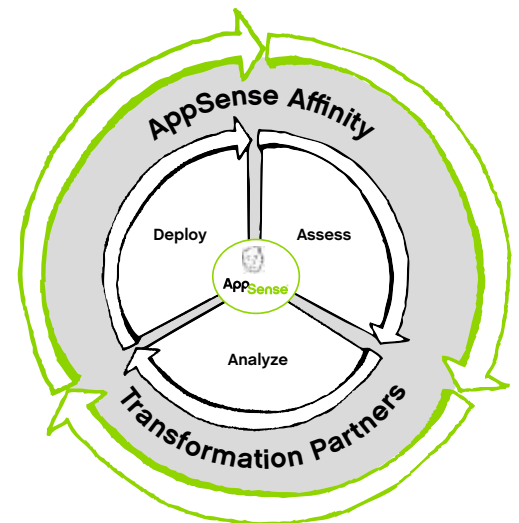 AppSense Affinity
Deploy
Assess
AppSense
Analyze
Transformation Partners